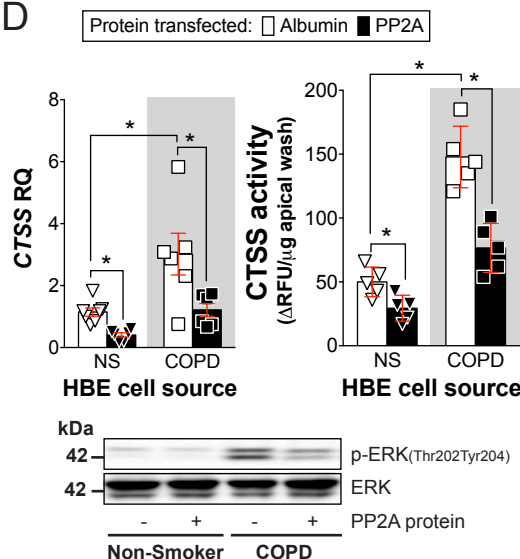 D
Protein transfected: Albumin PP2A
CTSS RQ
8
6
4
2
0
* * *
NS COPD
HBE cell source
CTSS activity
(ΔRFU/μg apical wash)
200
150
100
50
0
* * *
NS COPD
HBE cell source
kDa
42 p-ERK(Thr202Tyr204)
42 ERK
- + - + PP2A protein
Non-Smoker COPD